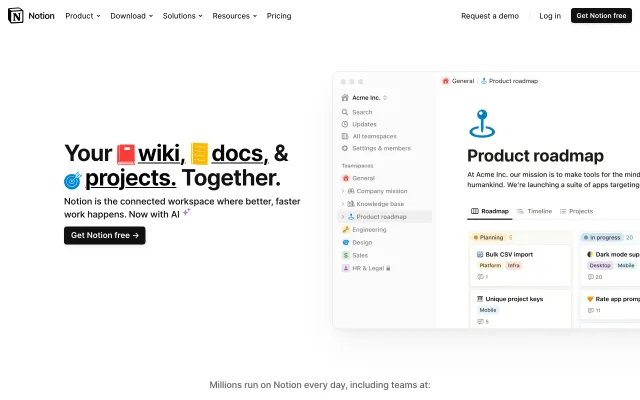 Notion
Product
Download
Solutions
Resources
Pricing
Request a demo
Log in
Get Notion free
Your wiki, docs, &
projects. Together.
Notion is the connected workspace where better, faster
work happens. Now with AI
Get Notion free →
Acme Inc.
Search
Updates
All teamspaces
Settings & members
Teamspaces
General
Company mission
Knowledge base
Product roadmap
Engineering
Design
Sales
HR & Legal
General / Product roadmap
Product roadmap
At Acme Inc. our mission is to make tools for the mind
humankind. We're launching a suite of apps targeting
Roadmap
Timeline
Projects
Planning 5
Bulk CSV import
Platform Infra
1
Unique project keys
Mobile
5
In progress 20
Dark mode sup
Desktop Mobile
20
Rate app promp
11
Millions run on Notion every day, including teams at: